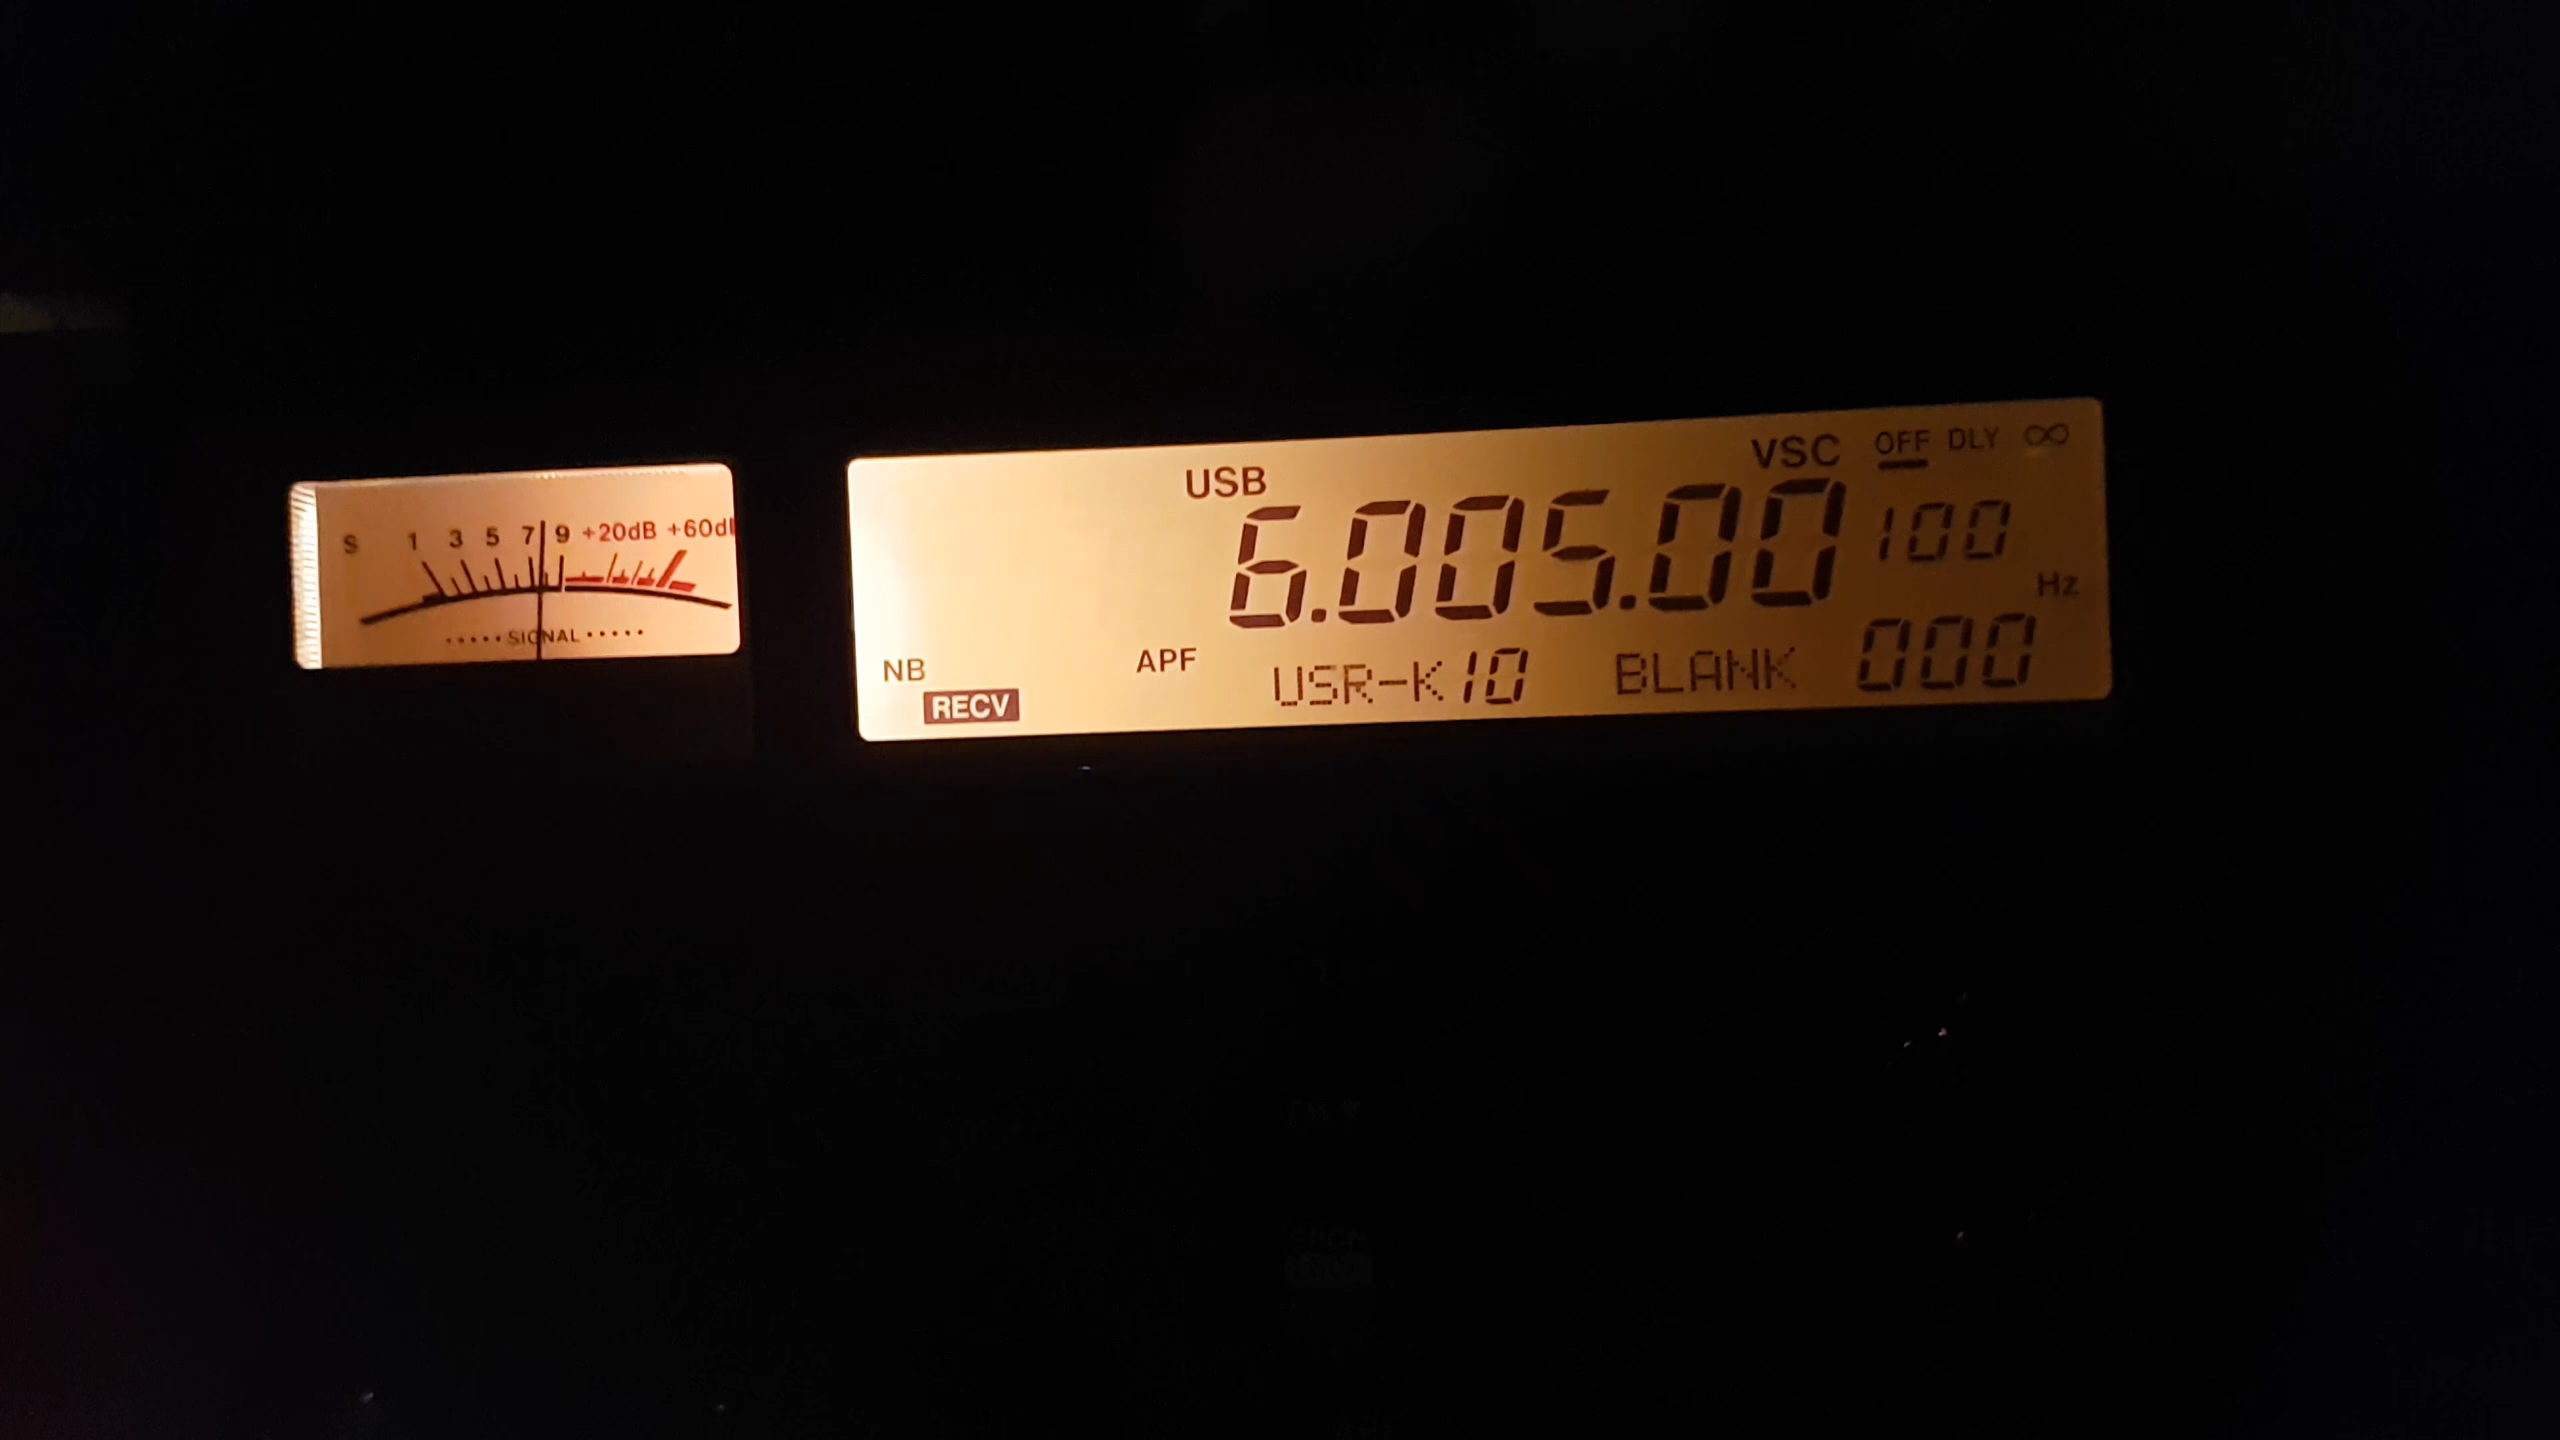 S 1 3 5 7 9 +20dB +60d
SIGNAL
VSC OFF DLY ∞
USB
6.005.00 100
Hz
NB APF USR-K10 BLANK 000
RECV